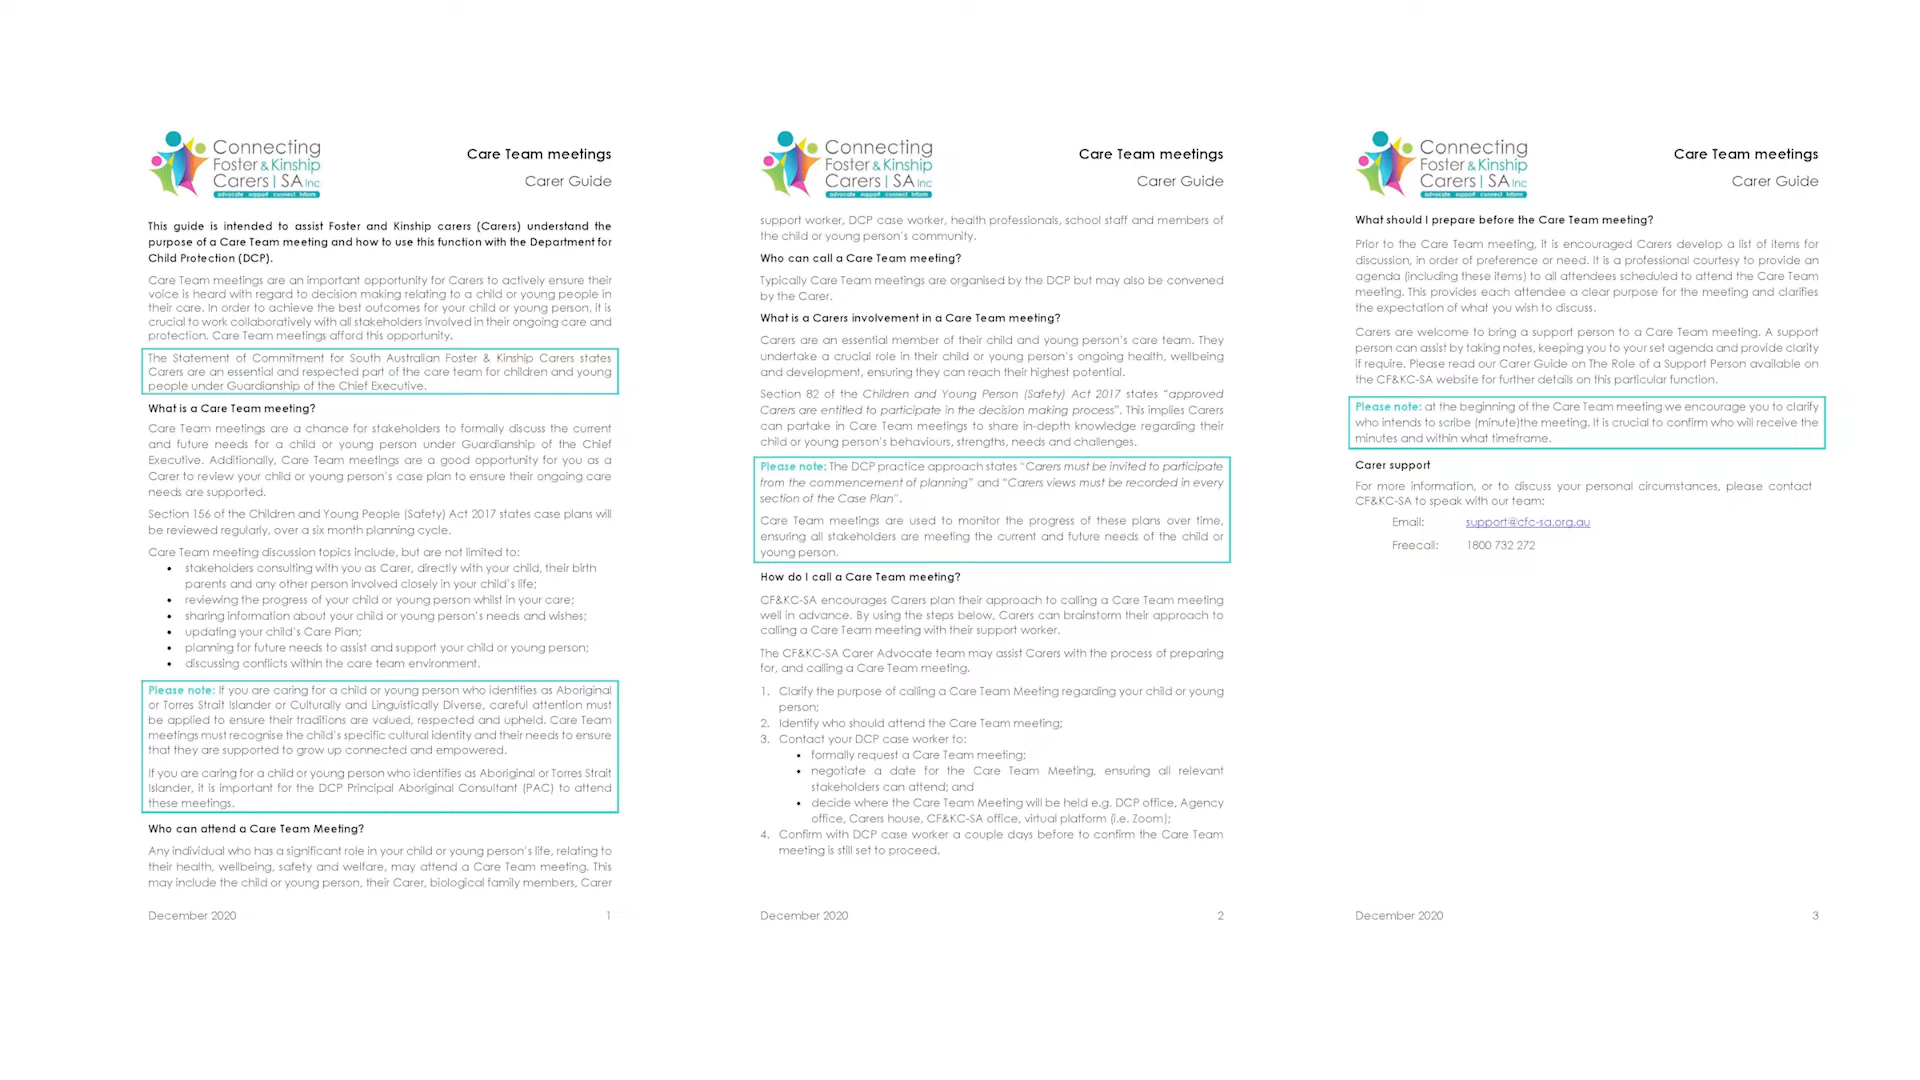 Connecting
Foster & Kinship
Carers | SA Inc
advocate support connect inform
Care Team meetings
Carer Guide
This guide is intended to assist Foster and Kinship carers (Carers) understand the
purpose of a Care Team meeting and how to use this function with the Department for
Child Protection (DCP).
Care Team meetings are an important opportunity for Carers to actively ensure their
voice is heard with regard to decision making relating to a child or young people in
their care. In order to achieve the best outcomes for your child or young person, it is
crucial to work collaboratively with all stakeholders involved in their ongoing care and
protection. Care Team meetings afford this opportunity.
The Statement of Commitment for South Australian Foster & Kinship Carers states
Carers are an essential and respected part of the care team for children and young
people under Guardianship of the Chief Executive.
What is a Care Team meeting?
Care Team meetings are a chance for stakeholders to formally discuss the current
and future needs for a child or young person under Guardianship of the Chief
Executive. Additionally, Care Team meetings are a good opportunity for you as a
Carer to review your child or young person's case plan to ensure their ongoing care
needs are supported.
Section 156 of the Children and Young People (Safety) Act 2017 states case plans will
be reviewed regularly, over a six month planning cycle.
Care Team meeting discussion topics include, but are not limited to:
• stakeholders consulting with you as Carer, directly with your child, their birth
parents and any other person involved closely in your child's life;
• reviewing the progress of your child or young person whilst in your care;
• sharing information about your child or young person's needs and wishes;
• updating your child's Care Plan;
• planning for future needs to assist and support your child or young person;
• discussing conflicts within the care team environment.
Please note: If you are caring for a child or young person who identifies as Aboriginal
or Torres Strait Islander or Culturally and Linguistically Diverse, careful attention must
be applied to ensure their traditions are valued, respected and upheld. Care Team
meetings must recognise the child's specific cultural identity and their needs to ensure
that they are supported to grow up connected and empowered.
If you are caring for a child or young person who identifies as Aboriginal or Torres Strait
Islander, it is important for the DCP Principal Aboriginal Consultant (PAC) to attend
these meetings.
Who can attend a Care Team Meeting?
Any individual who has a significant role in your child or young person's life, relating to
their health, wellbeing, safety and welfare, may attend a Care Team meeting. This
may include the child or young person, their Carer, biological family members, Carer
December 2020
1
Connecting
Foster & Kinship
Carers | SA Inc
advocate support connect inform
Care Team meetings
Carer Guide
support worker, DCP case worker, health professionals, school staff and members of
the child or young person's community.
Who can call a Care Team meeting?
Typically Care Team meetings are organised by the DCP but may also be convened
by the Carer.
What is a Carers involvement in a Care Team meeting?
Carers are an essential member of their child and young person's care team. They
undertake a crucial role in their child or young person's ongoing health, wellbeing
and development, ensuring they can reach their highest potential.
Section 82 of the Children and Young Person (Safety) Act 2017 states "approved
Carers are entitled to participate in the decision making process". This implies Carers
can partake in Care Team meetings to share in-depth knowledge regarding their
child or young person's behaviours, strengths, needs and challenges.
Please note: The DCP practice approach states "Carers must be invited to participate
from the commencement of planning" and "Carers views must be recorded in every
section of the Case Plan".
Care Team meetings are used to monitor the progress of these plans over time,
ensuring all stakeholders are meeting the current and future needs of the child or
young person.
How do I call a Care Team meeting?
CF&KC-SA encourages Carers plan their approach to calling a Care Team meeting
well in advance. By using the steps below, Carers can brainstorm their approach to
calling a Care Team meeting with their support worker.
The CF&KC-SA Carer Advocate team may assist Carers with the process of preparing
for, and calling a Care Team meeting.
1. Clarify the purpose of calling a Care Team Meeting regarding your child or young
person;
2. Identify who should attend the Care Team meeting;
3. Contact your DCP case worker to:
• formally request a Care Team meeting;
• negotiate a date for the Care Team Meeting, ensuring all relevant
stakeholders can attend; and
• decide where the Care Team Meeting will be held e.g. DCP office, Agency
office, Carers house, CF&KC-SA office, virtual platform (i.e. Zoom);
4. Confirm with DCP case worker a couple days before to confirm the Care Team
meeting is still set to proceed.
December 2020
2
Connecting
Foster & Kinship
Carers | SA Inc
advocate support connect inform
Care Team meetings
Carer Guide
What should I prepare before the Care Team meeting?
Prior to the Care Team meeting, it is encouraged Carers develop a list of items for
discussion, in order of preference or need. It is a professional courtesy to provide an
agenda (including these items) to all attendees scheduled to attend the Care Team
meeting. This provides each attendee a clear purpose for the meeting and clarifies
the expectation of what you wish to discuss.
Carers are welcome to bring a support person to a Care Team meeting. A support
person can assist by taking notes, keeping you to your set agenda and provide clarity
if require. Please read our Carer Guide on The Role of a Support Person available on
the CF&KC-SA website for further details on this particular function.
Please note: at the beginning of the Care Team meeting we encourage you to clarify
who intends to scribe (minute)the meeting. It is crucial to confirm who will receive the
minutes and within what timeframe.
Carer support
For more information, or to discuss your personal circumstances, please contact
CF&KC-SA to speak with our team:
Email: support@cfc-sa.org.au
Freecall: 1800 732 272
December 2020
3